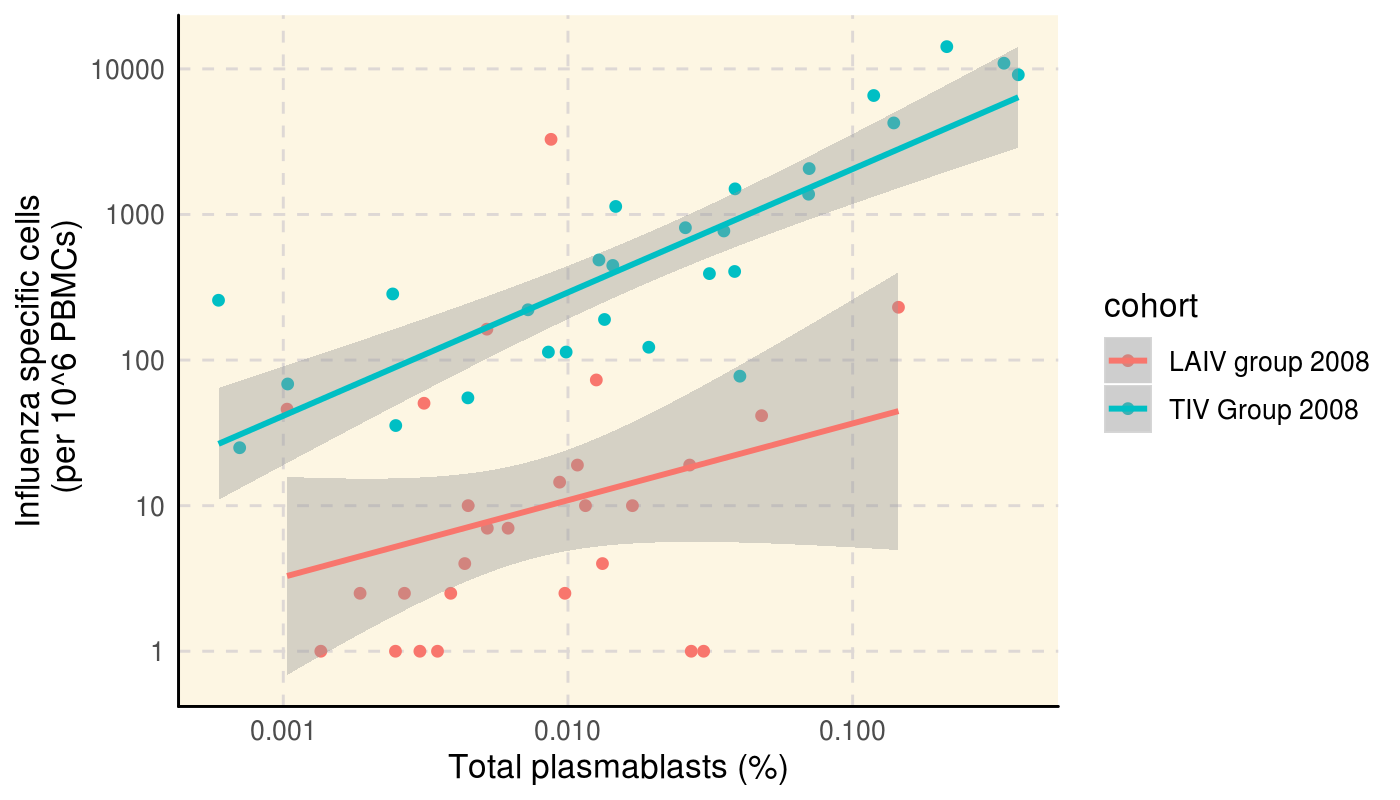 10000
1000
100
10
1
Influenza specific cells
(per 10^6 PBMCs)
0.001
0.010
0.100
Total plasmablasts (%)
cohort
LAIV group 2008
TIV Group 2008